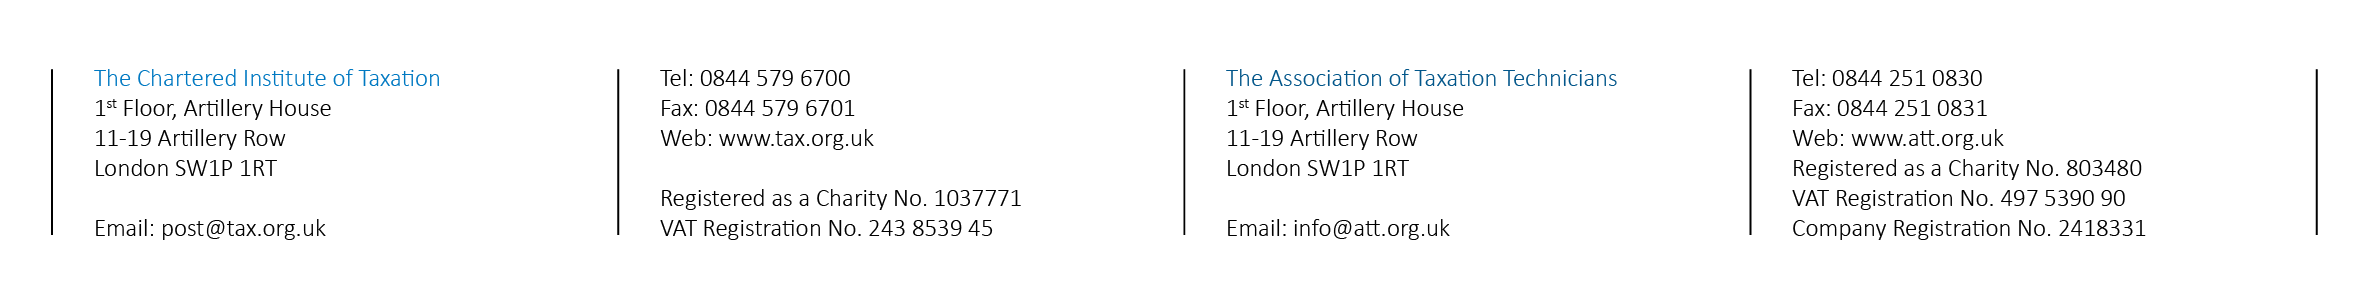 The Chartered Institute of Taxation
1st Floor, Artillery House
11-19 Artillery Row
London SW1P 1RT
Email: post@tax.org.uk
Tel: 0844 579 6700
Fax: 0844 579 6701
Web: www.tax.org.uk
Registered as a Charity No. 1037771
VAT Registration No. 243 8539 45
The Association of Taxation Technicians
1st Floor, Artillery House
11-19 Artillery Row
London SW1P 1RT
Email: info@att.org.uk
Tel: 0844 251 0830
Fax: 0844 251 0831
Web: www.att.org.uk
Registered as a Charity No. 803480
VAT Registration No. 497 5390 90
Company Registration No. 2418331